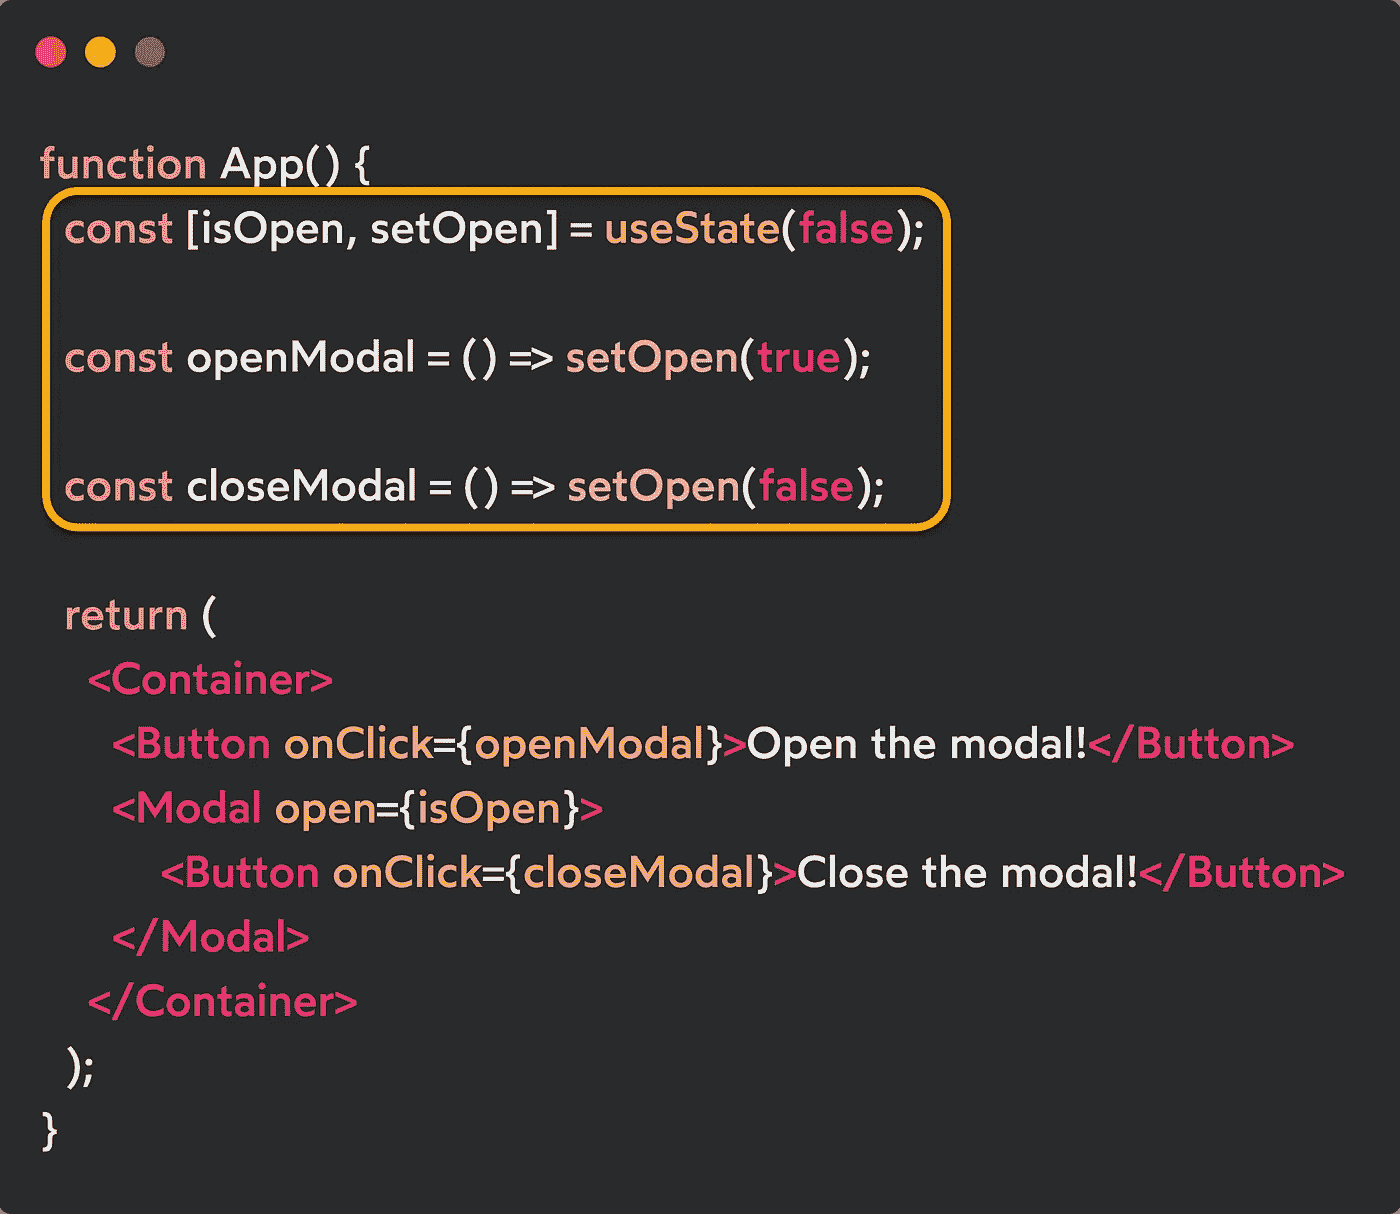 function App() {
const [isOpen, setOpen] = useState(false);
const openModal = () => setOpen(true);
const closeModal = () => setOpen(false);
return (
<Container>
<Button onClick={openModal}>Open the modal!</Button>
<Modal open={isOpen}>
<Button onClick={closeModal}>Close the modal!</Button>
</Modal>
</Container>
);
}